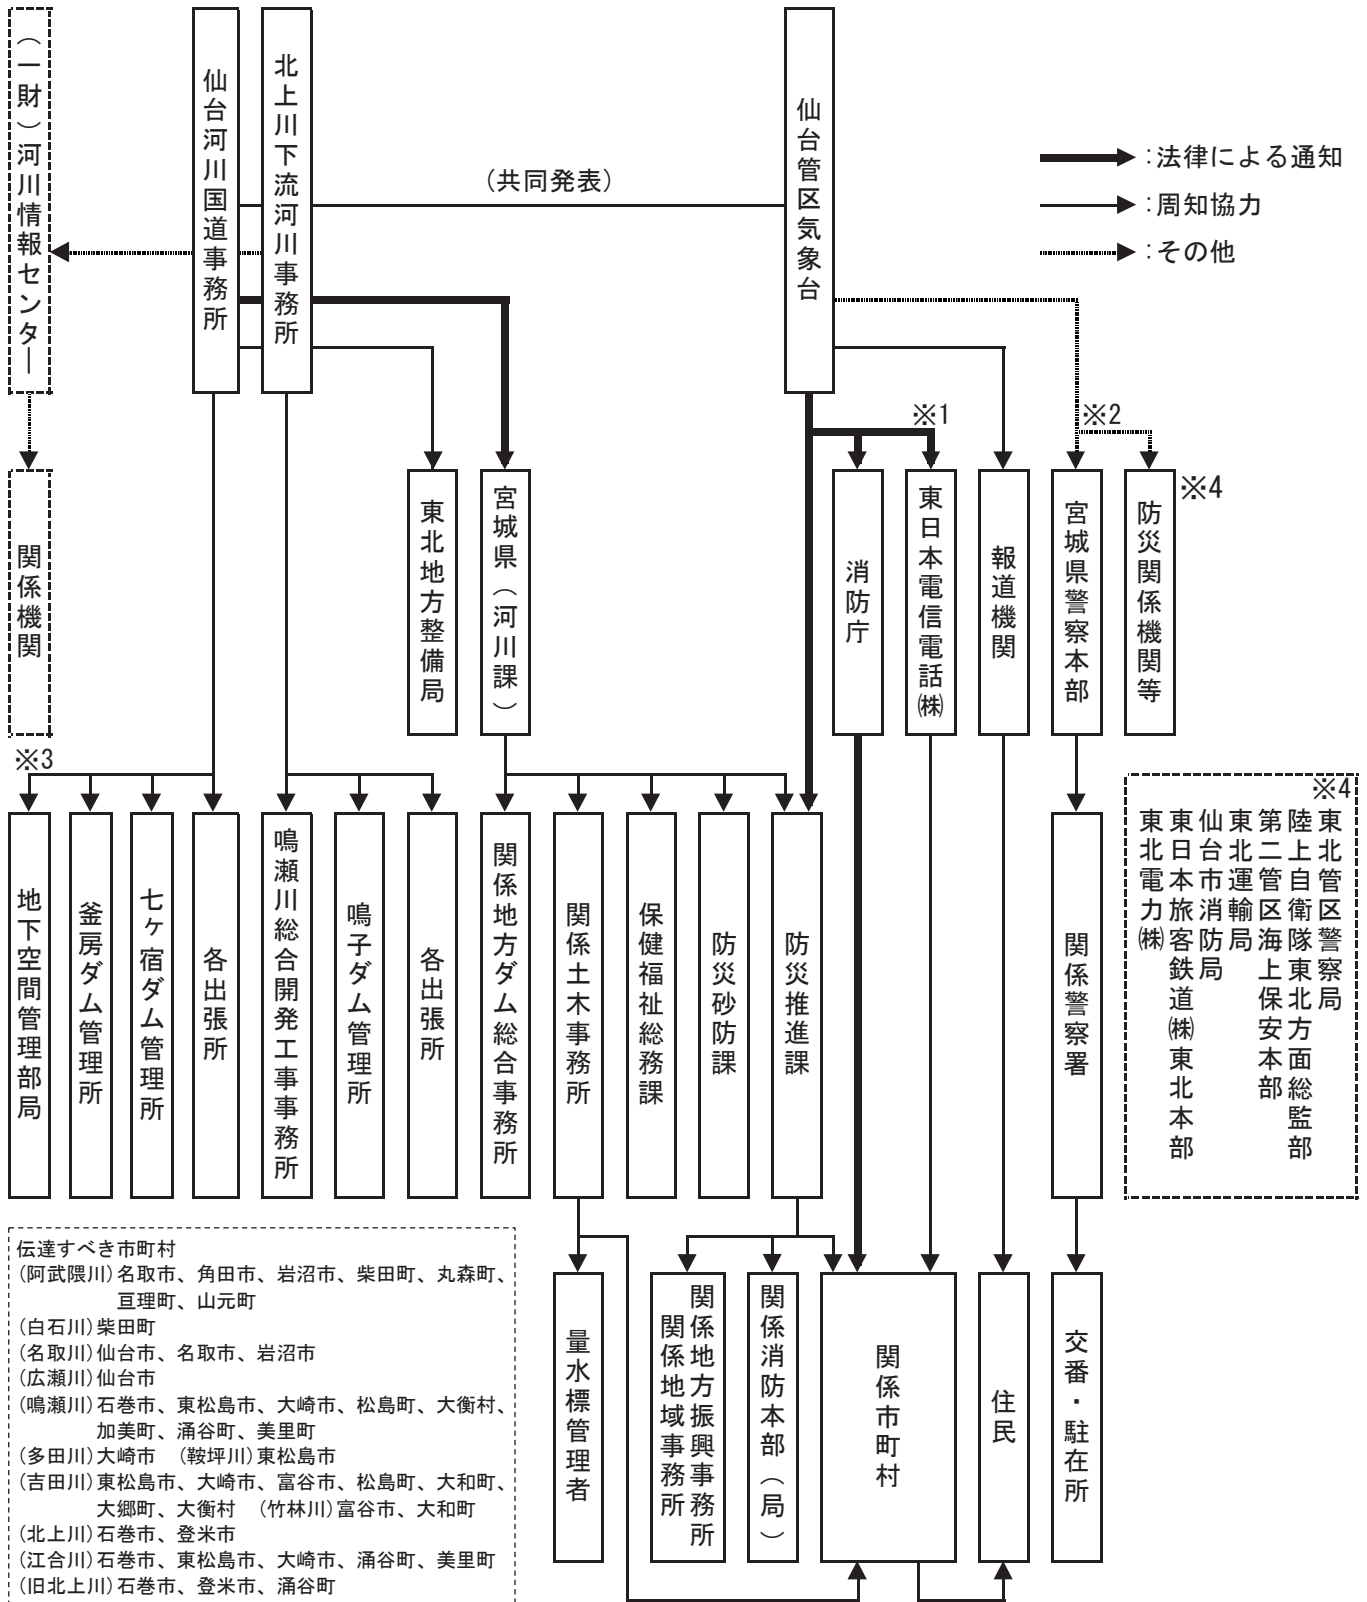 （一財）河川情報センター
仙台河川国道事務所
北上川下流河川事務所
仙台管区気象台
（共同発表）
:法律による通知
:周知協力
:その他
※1
※2
※4
関係機関
東北地方整備局
宮城県（河川課）
消防庁
東日本電信電話㈱
報道機関
宮城県警察本部
防災関係機関等
※3
地下空間管理部局
釜房ダム管理所
七ヶ宿ダム管理所
各出張所
鳴瀬川総合開発工事事務所
鳴子ダム管理所
各出張所
関係地方ダム総合事務所
関係土木事務所
保健福祉総務課
防災砂防課
防災推進課
関係警察署
※4
東北管区警察局
陸上自衛隊東北方面総監部
第二管区海上保安本部
東北運輸局
仙台市消防局
東日本旅客鉄道㈱東北本部
東北電力㈱
伝達すべき市町村
(阿武隈川)名取市、角田市、岩沼市、柴田町、丸森町、
亘理町、山元町
(白石川)柴田町
(名取川)仙台市、名取市、岩沼市
(広瀬川)仙台市
(鳴瀬川)石巻市、東松島市、大崎市、松島町、大衡村、
加美町、涌谷町、美里町
(多田川)大崎市　(鞍坪川)東松島市
(吉田川)東松島市、大崎市、富谷市、松島町、大和町、
大郷町、大衡村　(竹林川)富谷市、大和町
(北上川)石巻市、登米市
(江合川)石巻市、東松島市、大崎市、涌谷町、美里町
(旧北上川)石巻市、登米市、涌谷町
量水標管理者
関係地方振興事務所
関係地域事務所
関係消防本部（局）
関係市町村
住民
交番・駐在所